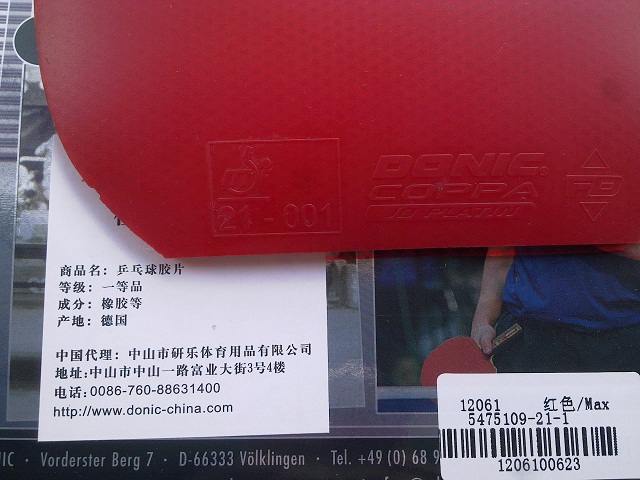 21-001
DONIC.
COPPA
JO PLATIN
商品名：乒乓球胶片
等级：一等品
成分：橡胶等
产地：德国
中国代理：中山市研乐体育用品有限公司
地址:中山市中山一路富业大街3号4楼
电话:0086-760-88631400
http://www.donic-china.com
12061 红色/Max
5475109-21-1
1206100623
NIC · Vorderster Berg 7 · D-66333 Völklingen · Tel. +49 (0) 68 9